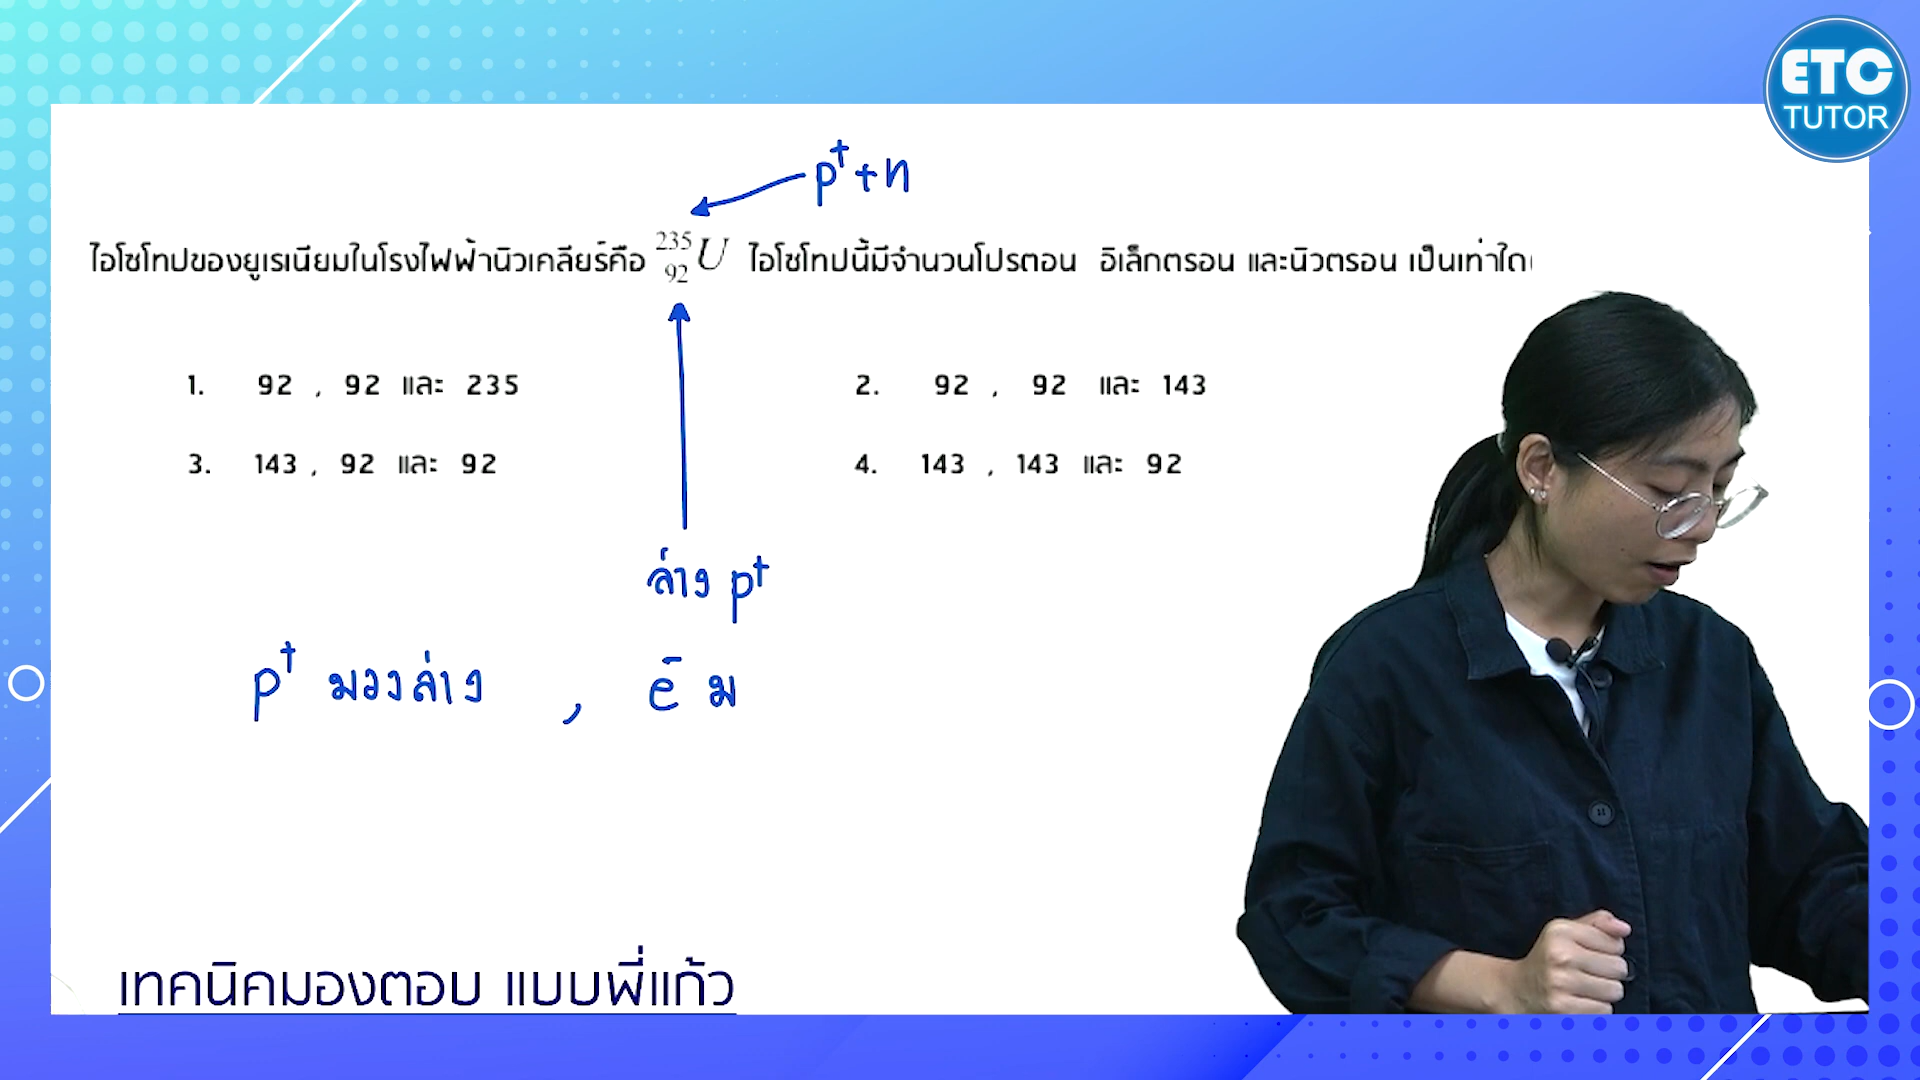 ETC
TUTOR
p⁺+n
ไอโซโทปของยูเรเนียมในโรงไฟฟ้านิวเคลียร์คือ ²³⁵₉₂U ไอโซโทปนี้มีจำนวนโปรตอน อิเล็กตรอน และนิวตรอน เป็นเท่าใด
1. 92 , 92 และ 235
2. 92 , 92 และ 143
3. 143 , 92 และ 92
4. 143 , 143 และ 92
ล่าง p⁺
p⁺ มองล่าง , e⁻ ม
เทคนิคมองตอบ แบบพี่แก้ว